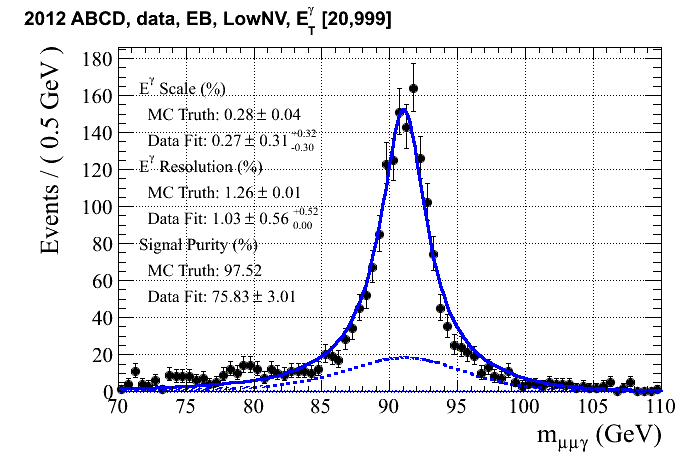 2012 ABCD, data, EB, LowNV, E_T^γ [20,999]
Events / ( 0.5 GeV )
180
160
140
120
100
80
60
40
20
0
E^γ Scale (%)
MC Truth: 0.28 ± 0.04
Data Fit: 0.27 ± 0.31 +0.32 -0.30
E^γ Resolution (%)
MC Truth: 1.26 ± 0.01
Data Fit: 1.03 ± 0.56 +0.52 0.00
Signal Purity (%)
MC Truth: 97.52
Data Fit: 75.83 ± 3.01
70 75 80 85 90 95 100 105 110
m_μμγ (GeV)